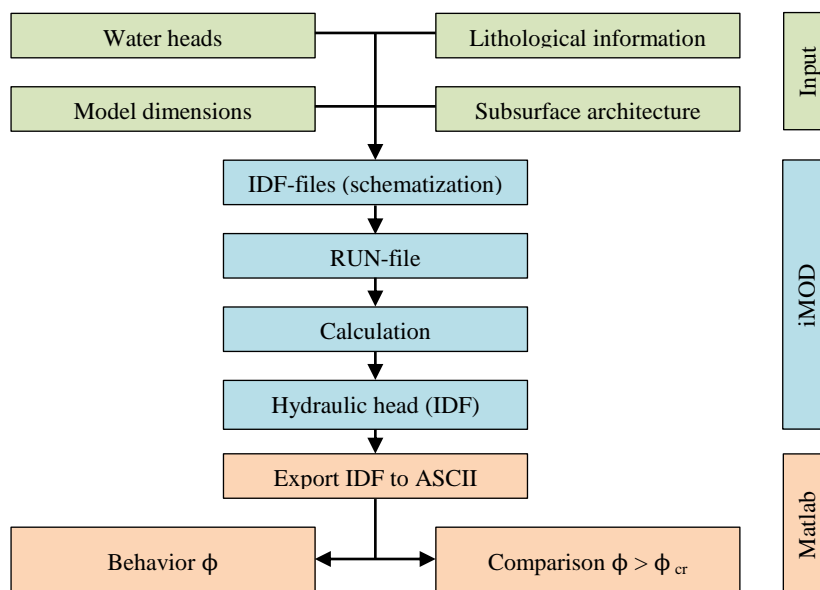 Water heads
Lithological information
Input
Model dimensions
Subsurface architecture
IDF-files (schematization)
RUN-file
iMOD
Calculation
Hydraulic head (IDF)
Export IDF to ASCII
Matlab
Behavior ϕ
Comparison ϕ > ϕ cr